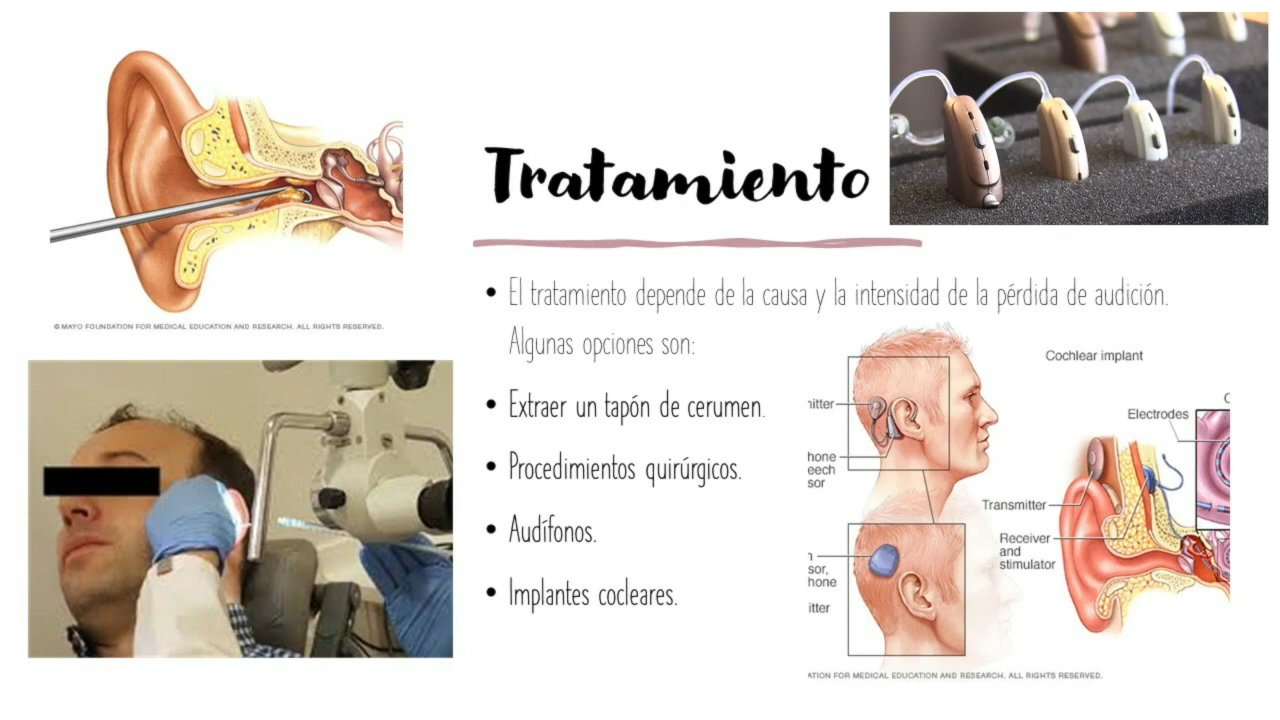 Tratamiento
• El tratamiento depende de la causa y la intensidad de la pérdida de audición.
Algunas opciones son:
• Extraer un tapón de cerumen.
• Procedimientos quirúrgicos.
• Audífonos.
• Implantes cocleares.
© MAYO FOUNDATION FOR MEDICAL EDUCATION AND RESEARCH. ALL RIGHTS RESERVED.
Cochlear implant
Electrodes
Transmitter
Receiver
and
stimulator
FOR MEDICAL EDUCATION AND RESEARCH. ALL RIGHTS RESERVED.